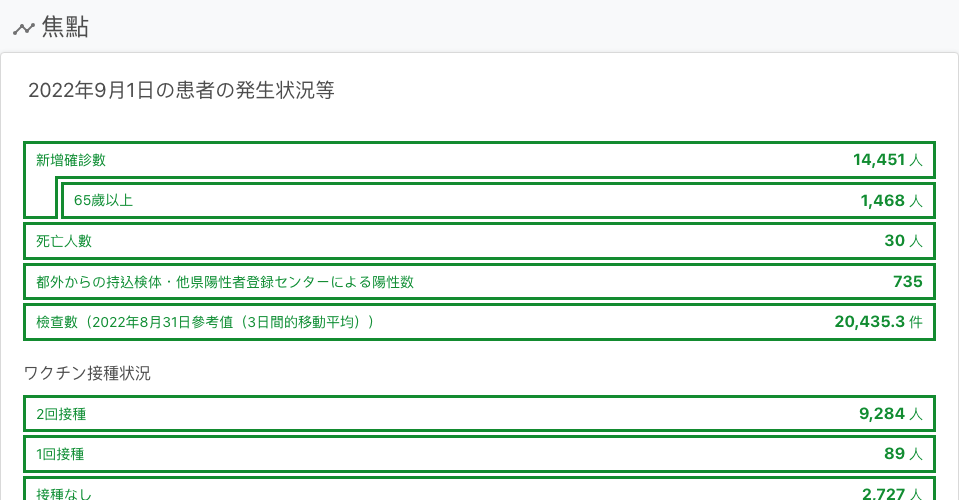 焦點
2022年9月1日の患者の発生状況等
新增確診數 14,451 人
65歲以上 1,468 人
死亡人數 30 人
都外からの持込検体・他県陽性者登録センターによる陽性数 735
檢查數（2022年8月31日參考值（3日間的移動平均）） 20,435.3 件
ワクチン接種状況
2回接種 9,284 人
1回接種 89 人
接種なし 2,727 人